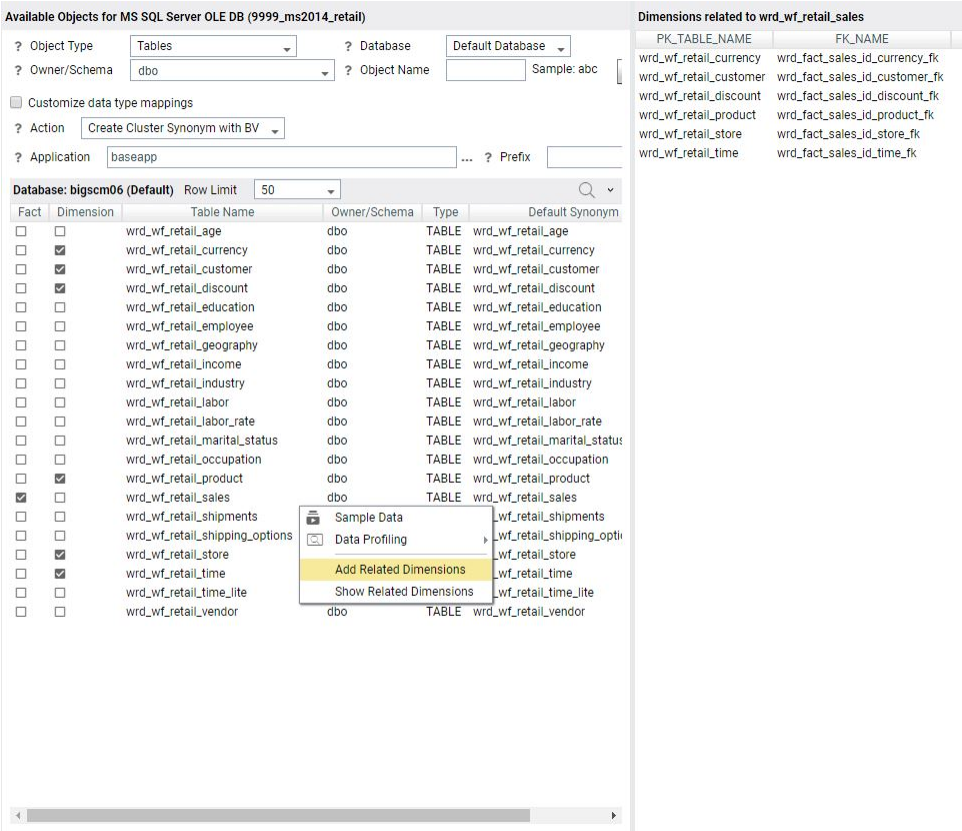 Available Objects for MS SQL Server OLE DB (9999_ms2014_retail)
? Object Type Tables ? Database Default Database
? Owner/Schema dbo ? Object Name Sample: abc
Customize data type mappings
? Action Create Cluster Synonym with BV
? Application baseapp ... ? Prefix
Database: bigscm06 (Default) Row Limit 50
Fact Dimension Table Name Owner/Schema Type Default Synonym
wrd_wf_retail_age dbo TABLE wrd_wf_retail_age
wrd_wf_retail_currency dbo TABLE wrd_wf_retail_currency
wrd_wf_retail_customer dbo TABLE wrd_wf_retail_customer
wrd_wf_retail_discount dbo TABLE wrd_wf_retail_discount
wrd_wf_retail_education dbo TABLE wrd_wf_retail_education
wrd_wf_retail_employee dbo TABLE wrd_wf_retail_employee
wrd_wf_retail_geography dbo TABLE wrd_wf_retail_geography
wrd_wf_retail_income dbo TABLE wrd_wf_retail_income
wrd_wf_retail_industry dbo TABLE wrd_wf_retail_industry
wrd_wf_retail_labor dbo TABLE wrd_wf_retail_labor
wrd_wf_retail_labor_rate dbo TABLE wrd_wf_retail_labor_rate
wrd_wf_retail_marital_status dbo TABLE wrd_wf_retail_marital_status
wrd_wf_retail_occupation dbo TABLE wrd_wf_retail_occupation
wrd_wf_retail_product dbo TABLE wrd_wf_retail_product
wrd_wf_retail_sales dbo TABLE wrd_wf_retail_sales
wrd_wf_retail_shipments _wf_retail_shipments
wrd_wf_retail_shipping_options _wf_retail_shipping_opti
wrd_wf_retail_store _wf_retail_store
wrd_wf_retail_time _wf_retail_time
wrd_wf_retail_time_lite _wf_retail_time_lite
wrd_wf_retail_vendor dbo TABLE wrd_wf_retail_vendor
Sample Data
Data Profiling
Add Related Dimensions
Show Related Dimensions
Dimensions related to wrd_wf_retail_sales
PK_TABLE_NAME FK_NAME
wrd_wf_retail_currency wrd_fact_sales_id_currency_fk
wrd_wf_retail_customer wrd_fact_sales_id_customer_fk
wrd_wf_retail_discount wrd_fact_sales_id_discount_fk
wrd_wf_retail_product wrd_fact_sales_id_product_fk
wrd_wf_retail_store wrd_fact_sales_id_store_fk
wrd_wf_retail_time wrd_fact_sales_id_time_fk